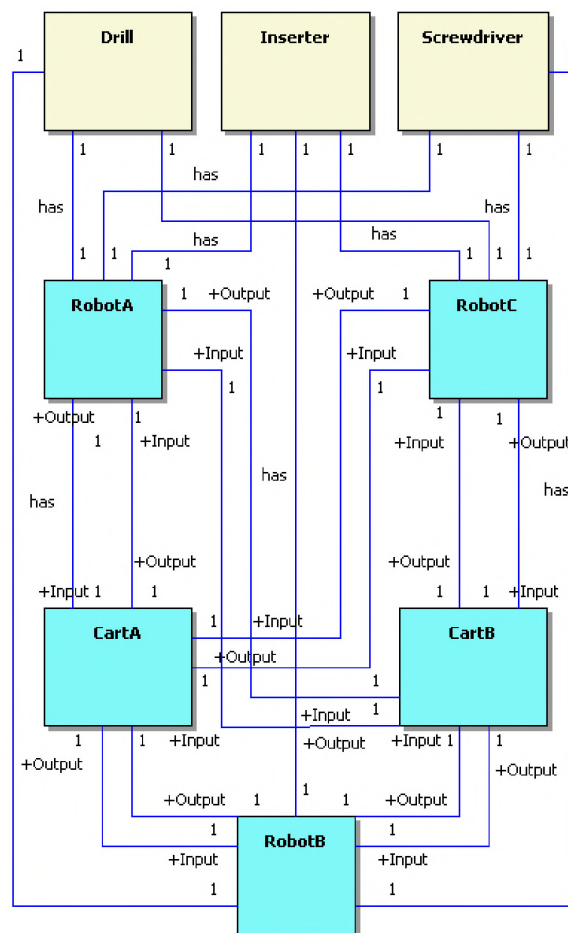 Drill Inserter Screwdriver
1 1
1 1 1 1 1 1 1
has
has has
has has
1 1 1 1 1 1
RobotA RobotC
1 +Output +Output 1
+Input +Input
1 1
+Output 1 1 1
1 +Input +Input +Output
has has has
+Output +Output
+Input 1 1 1 1 +Input
CartA CartB
1 +Input
+Output
1 1
+Input 1
1 1 +Input +Output +Input 1 1
+Output +Output
1
+Output 1 1 +Output
1 1
+Input RobotB +Input
1 1